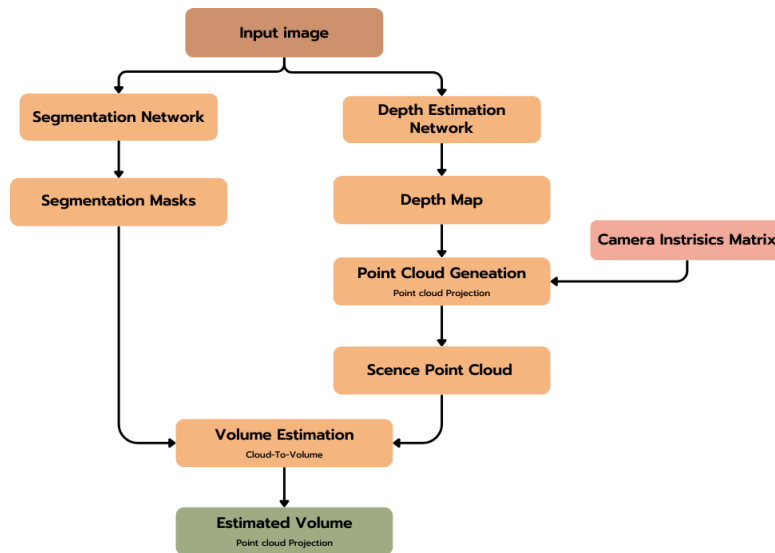 Input image
Segmentation Network
Depth Estimation
Network
Segmentation Masks
Depth Map
Camera Instrisics Matrix
Point Cloud Geneation
Point cloud Projection
Scence Point Cloud
Volume Estimation
Cloud-To-Volume
Estimated Volume
Point cloud Projection